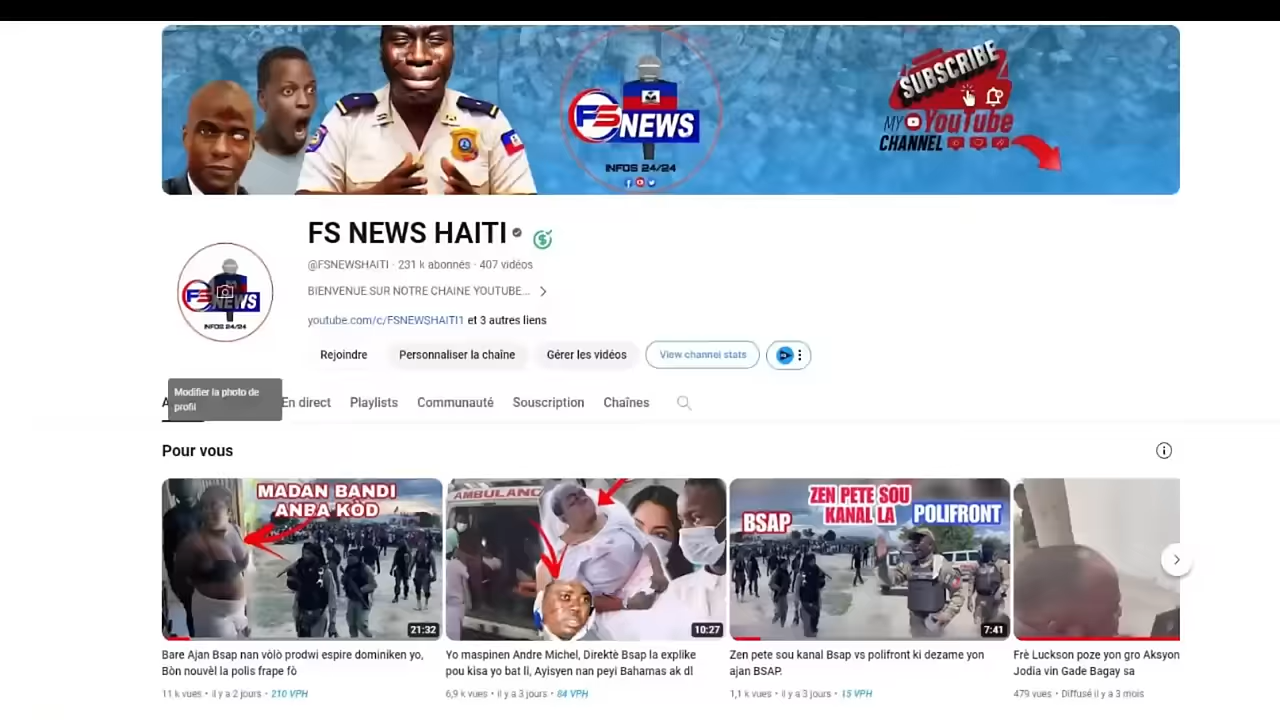 SUBSCRIBE
MY YouTube
CHANNEL
FS NEWS
INFOS 24/24
FS NEWS HAITI
@FSNEWSHAITI · 231 k abonnés · 407 vidéos
BIENVENUE SUR NOTRE CHAINE YOUTUBE...
youtube.com/c/FSNEWSHAITI1 et 3 autres liens
FS NEWS
INFOS 24/24
Rejoindre Personnaliser la chaîne Gérer les vidéos View channel stats
Modifier la photo de
profil
A En direct Playlists Communauté Souscription Chaînes
Pour vous
MADAN BANDI
ANBA KÒD
21:32
AMBULANC
10:27
ZEN PETE SOU
KANAL LA
BSAP
POLIFRONT
7:41
Bare Ajan Bsap nan vòlò prodwi espire dominiken yo,
Bòn nouvèl la polis frape fò
11 k vues • il y a 2 jours • 210 VPH
Yo maspinen Andre Michel, Direktè Bsap la eksplike
pou kisa yo bat li, Ayisyen nan peyi Bahamas ak dl
6,9 k vues • il y a 3 jours • 84 VPH
Zen pete sou kanal Bsap vs polifront ki dezame yon
ajan BSAP.
1,1 k vues • il y a 3 jours • 15 VPH
Frè Luckson poze yon gro Aksyon
Jodia vin Gade Bagay sa
479 vues • Diffusé il y a 3 mois